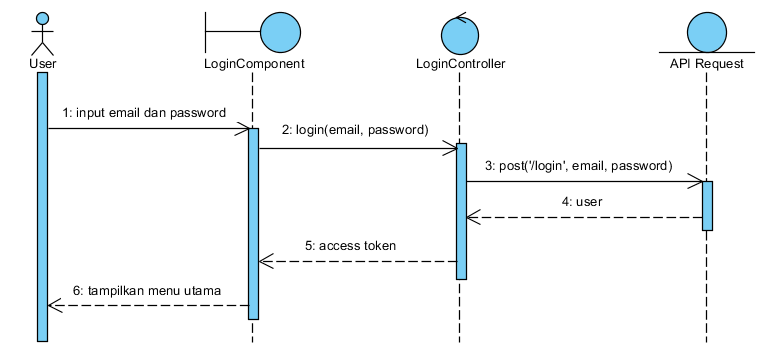 User
LoginComponent
LoginController
API Request
1: input email dan password
2: login(email, password)
3: post('/login', email, password)
4: user
5: access token
6: tampilkan menu utama